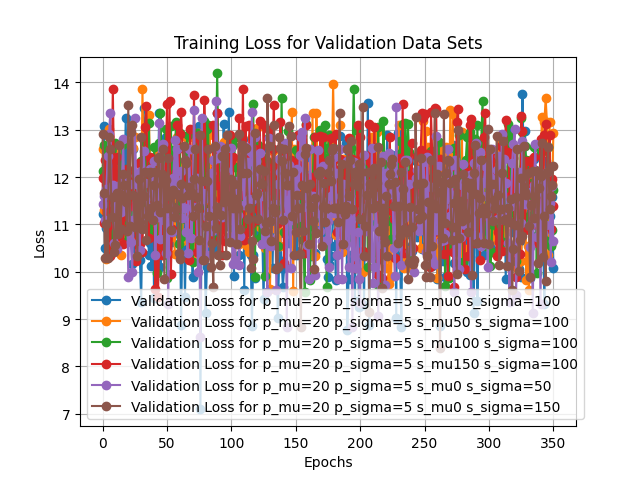 Training Loss for Validation Data Sets
14
13
12
11
10
9
8
7
Loss
Validation Loss for p_mu=20 p_sigma=5 s_mu0 s_sigma=100
Validation Loss for p_mu=20 p_sigma=5 s_mu50 s_sigma=100
Validation Loss for p_mu=20 p_sigma=5 s_mu100 s_sigma=100
Validation Loss for p_mu=20 p_sigma=5 s_mu150 s_sigma=100
Validation Loss for p_mu=20 p_sigma=5 s_mu0 s_sigma=50
Validation Loss for p_mu=20 p_sigma=5 s_mu0 s_sigma=150
0 50 100 150 200 250 300 350
Epochs